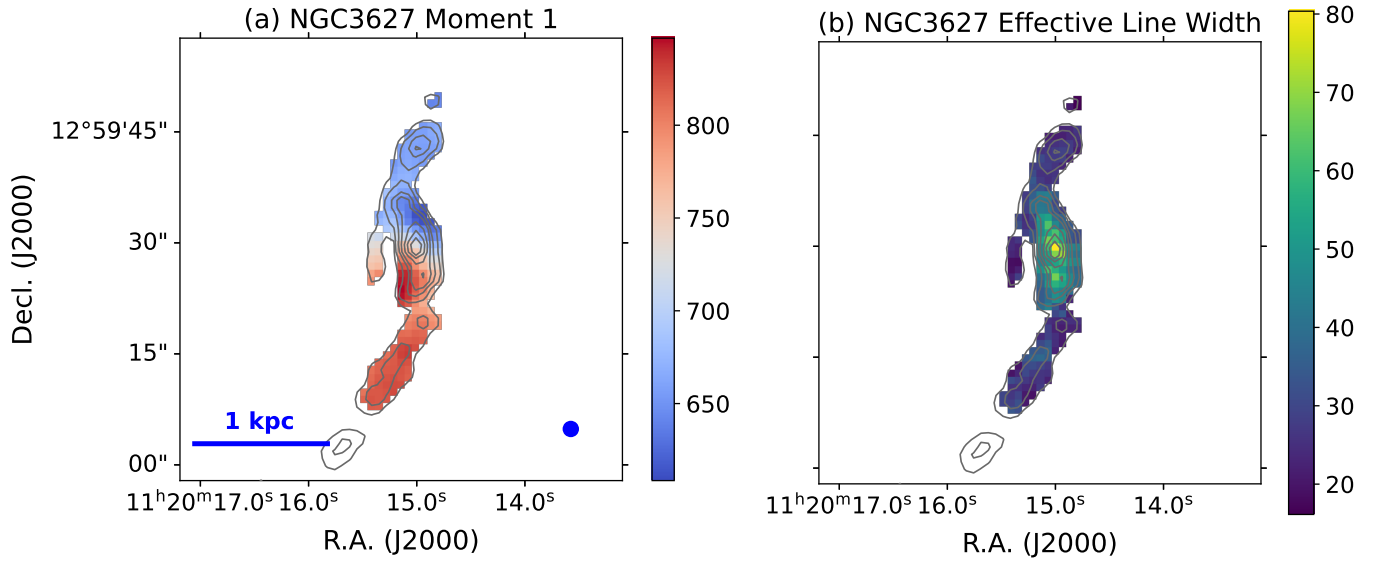 (a) NGC3627 Moment 1
12°59'45"
30"
15"
00"
Decl. (J2000)
1 kpc
11ʰ20ᵐ17.0ˢ 16.0ˢ 15.0ˢ 14.0ˢ
R.A. (J2000)
800
750
700
650
(b) NGC3627 Effective Line Width
11ʰ20ᵐ17.0ˢ 16.0ˢ 15.0ˢ 14.0ˢ
R.A. (J2000)
80
70
60
50
40
30
20